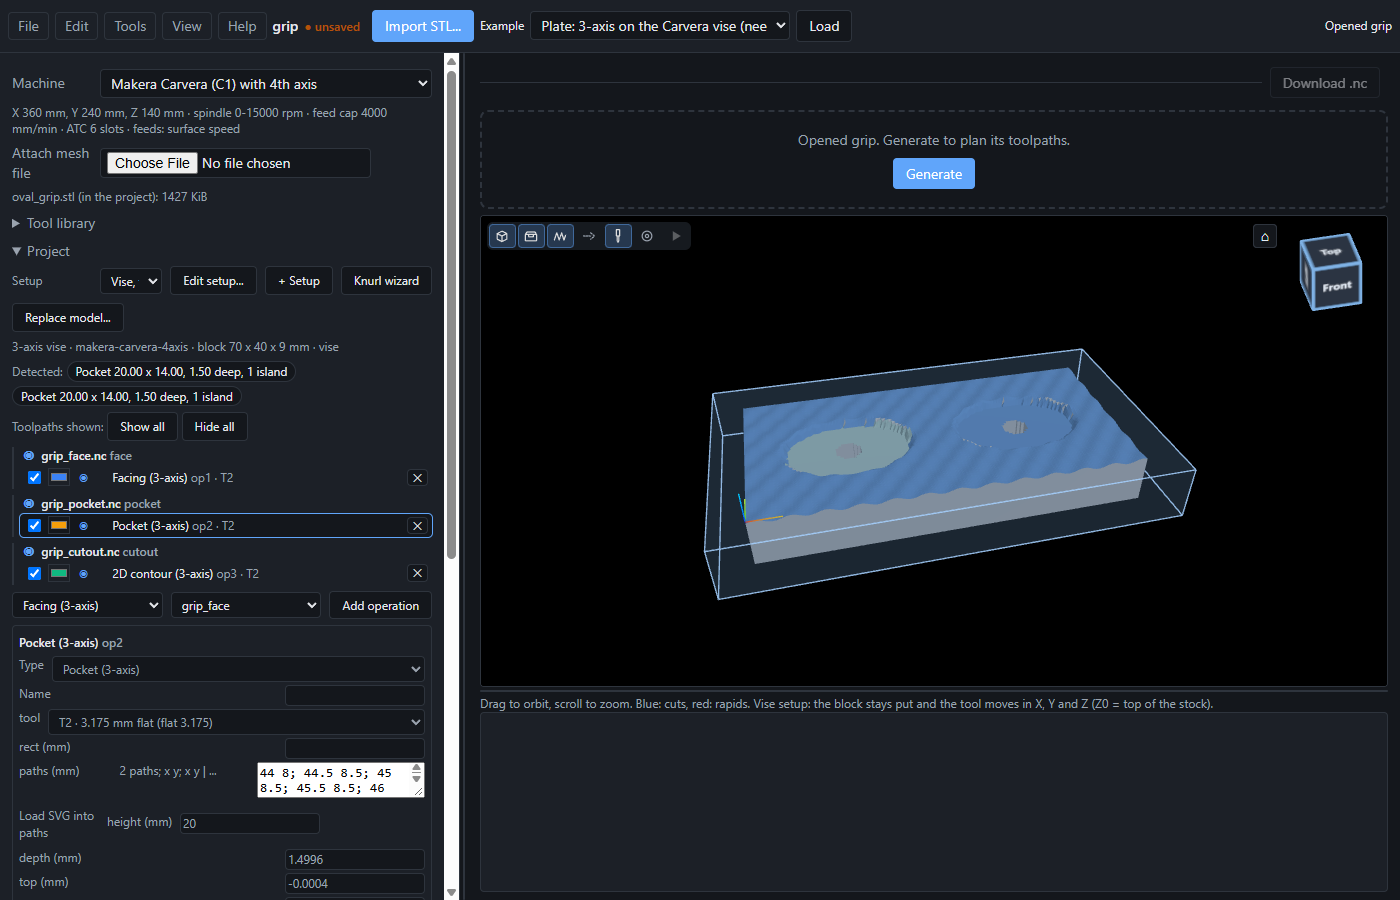 File Edit Tools View Help grip • unsaved Import STL... Example Plate: 3-axis on the Carvera vise (nee Load Opened grip
Machine Makera Carvera (C1) with 4th axis
X 360 mm, Y 240 mm, Z 140 mm · spindle 0-15000 rpm · feed cap 4000
mm/min · ATC 6 slots · feeds: surface speed
Attach mesh file Choose File No file chosen
oval_grip.stl (in the project): 1427 KiB
Tool library
Project
Setup Vise, Edit setup... + Setup Knurl wizard
Replace model...
3-axis vise · makera-carvera-4axis · block 70 x 40 x 9 mm · vise
Detected: Pocket 20.00 x 14.00, 1.50 deep, 1 island
Pocket 20.00 x 14.00, 1.50 deep, 1 island
Toolpaths shown: Show all Hide all
grip_face.nc face
Facing (3-axis) op1 · T2
grip_pocket.nc pocket
Pocket (3-axis) op2 · T2
grip_cutout.nc cutout
2D contour (3-axis) op3 · T2
Facing (3-axis) grip_face Add operation
Pocket (3-axis) op2
Type Pocket (3-axis)
Name
tool T2 · 3.175 mm flat (flat 3.175)
rect (mm)
paths (mm) 2 paths; x y; x y | ... 44 8; 44.5 8.5; 45
8.5; 45.5 8.5; 46
Load SVG into paths height (mm) 20
depth (mm) 1.4996
top (mm) -0.0004
Download .nc
Opened grip. Generate to plan its toolpaths.
Generate
Top
Front
Drag to orbit, scroll to zoom. Blue: cuts, red: rapids. Vise setup: the block stays put and the tool moves in X, Y and Z (Z0 = top of the stock).